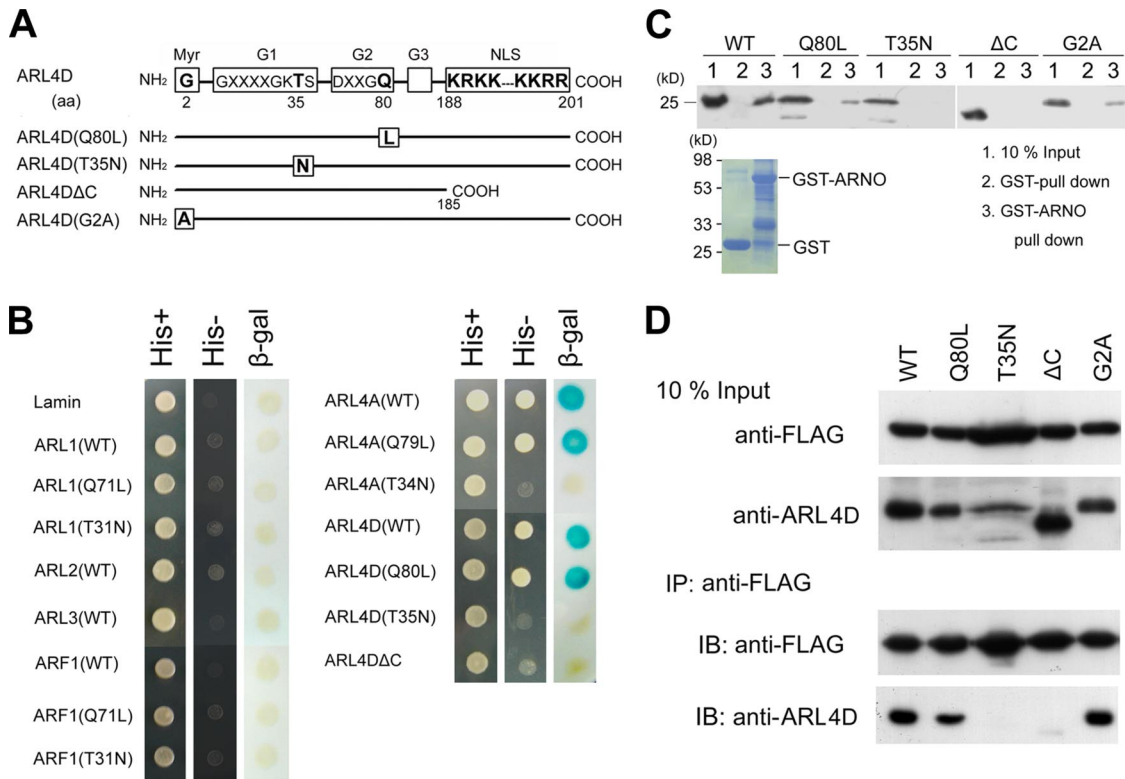 A
Myr G1 G2 G3 NLS
ARL4D NH₂ G GXXXXGKTS DXXGQ KRKK---KKRR COOH
(aa) 2 35 80 188 201
ARL4D(Q80L) NH₂ L COOH
ARL4D(T35N) NH₂ N COOH
ARL4DΔC NH₂ COOH
185
ARL4D(G2A) NH₂ A COOH
B
His+ His- β-gal
Lamin
ARL1(WT)
ARL1(Q71L)
ARL1(T31N)
ARL2(WT)
ARL3(WT)
ARF1(WT)
ARF1(Q71L)
ARF1(T31N)
His+ His- β-gal
ARL4A(WT)
ARL4A(Q79L)
ARL4A(T34N)
ARL4D(WT)
ARL4D(Q80L)
ARL4D(T35N)
ARL4DΔC
C
WT Q80L T35N ΔC G2A
(kD) 1 2 3 1 2 3 1 2 3 1 2 3 1 2 3
25
(kD)
98
53
33
25
GST-ARNO
GST
1. 10 % Input
2. GST-pull down
3. GST-ARNO
pull down
D
WT Q80L T35N ΔC G2A
10 % Input
anti-FLAG
anti-ARL4D
IP: anti-FLAG
IB: anti-FLAG
IB: anti-ARL4D